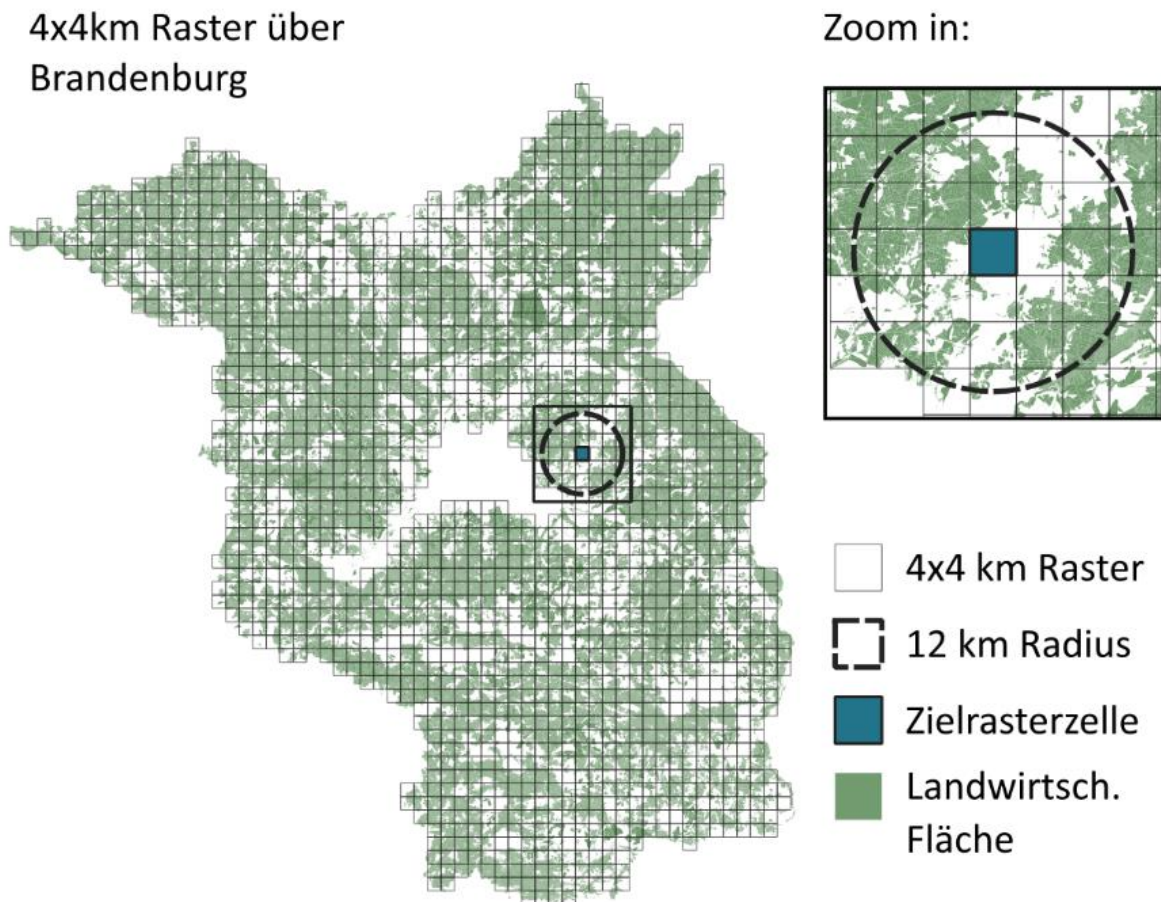 4x4km Raster über
Brandenburg
Zoom in:
4x4 km Raster
12 km Radius
Zielrasterzelle
Landwirtsch.
Fläche